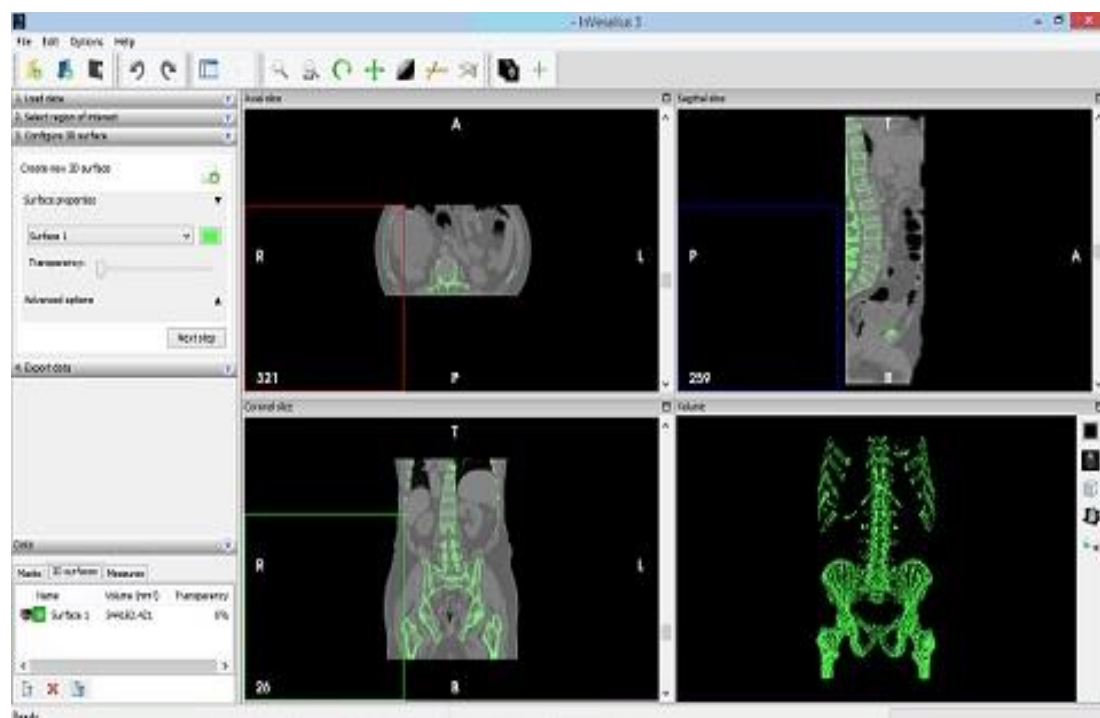 - InVesalius 3
File Edit Options Help
1. Load data
2. Select region of interest
3. Configure 3D surface
Create new 3D surface
Surface properties
Surface 1
Transparency:
Advanced options
Next step
4. Export data
Data
Masks 3D surfaces Measures
Name Volume (mm³) Transparency
Surface 1 0%
Ready
Axial slice
A
R
L
321
P
Sagittal slice
T
P
A
259
B
Coronal slice
T
R
L
26
B
Volume